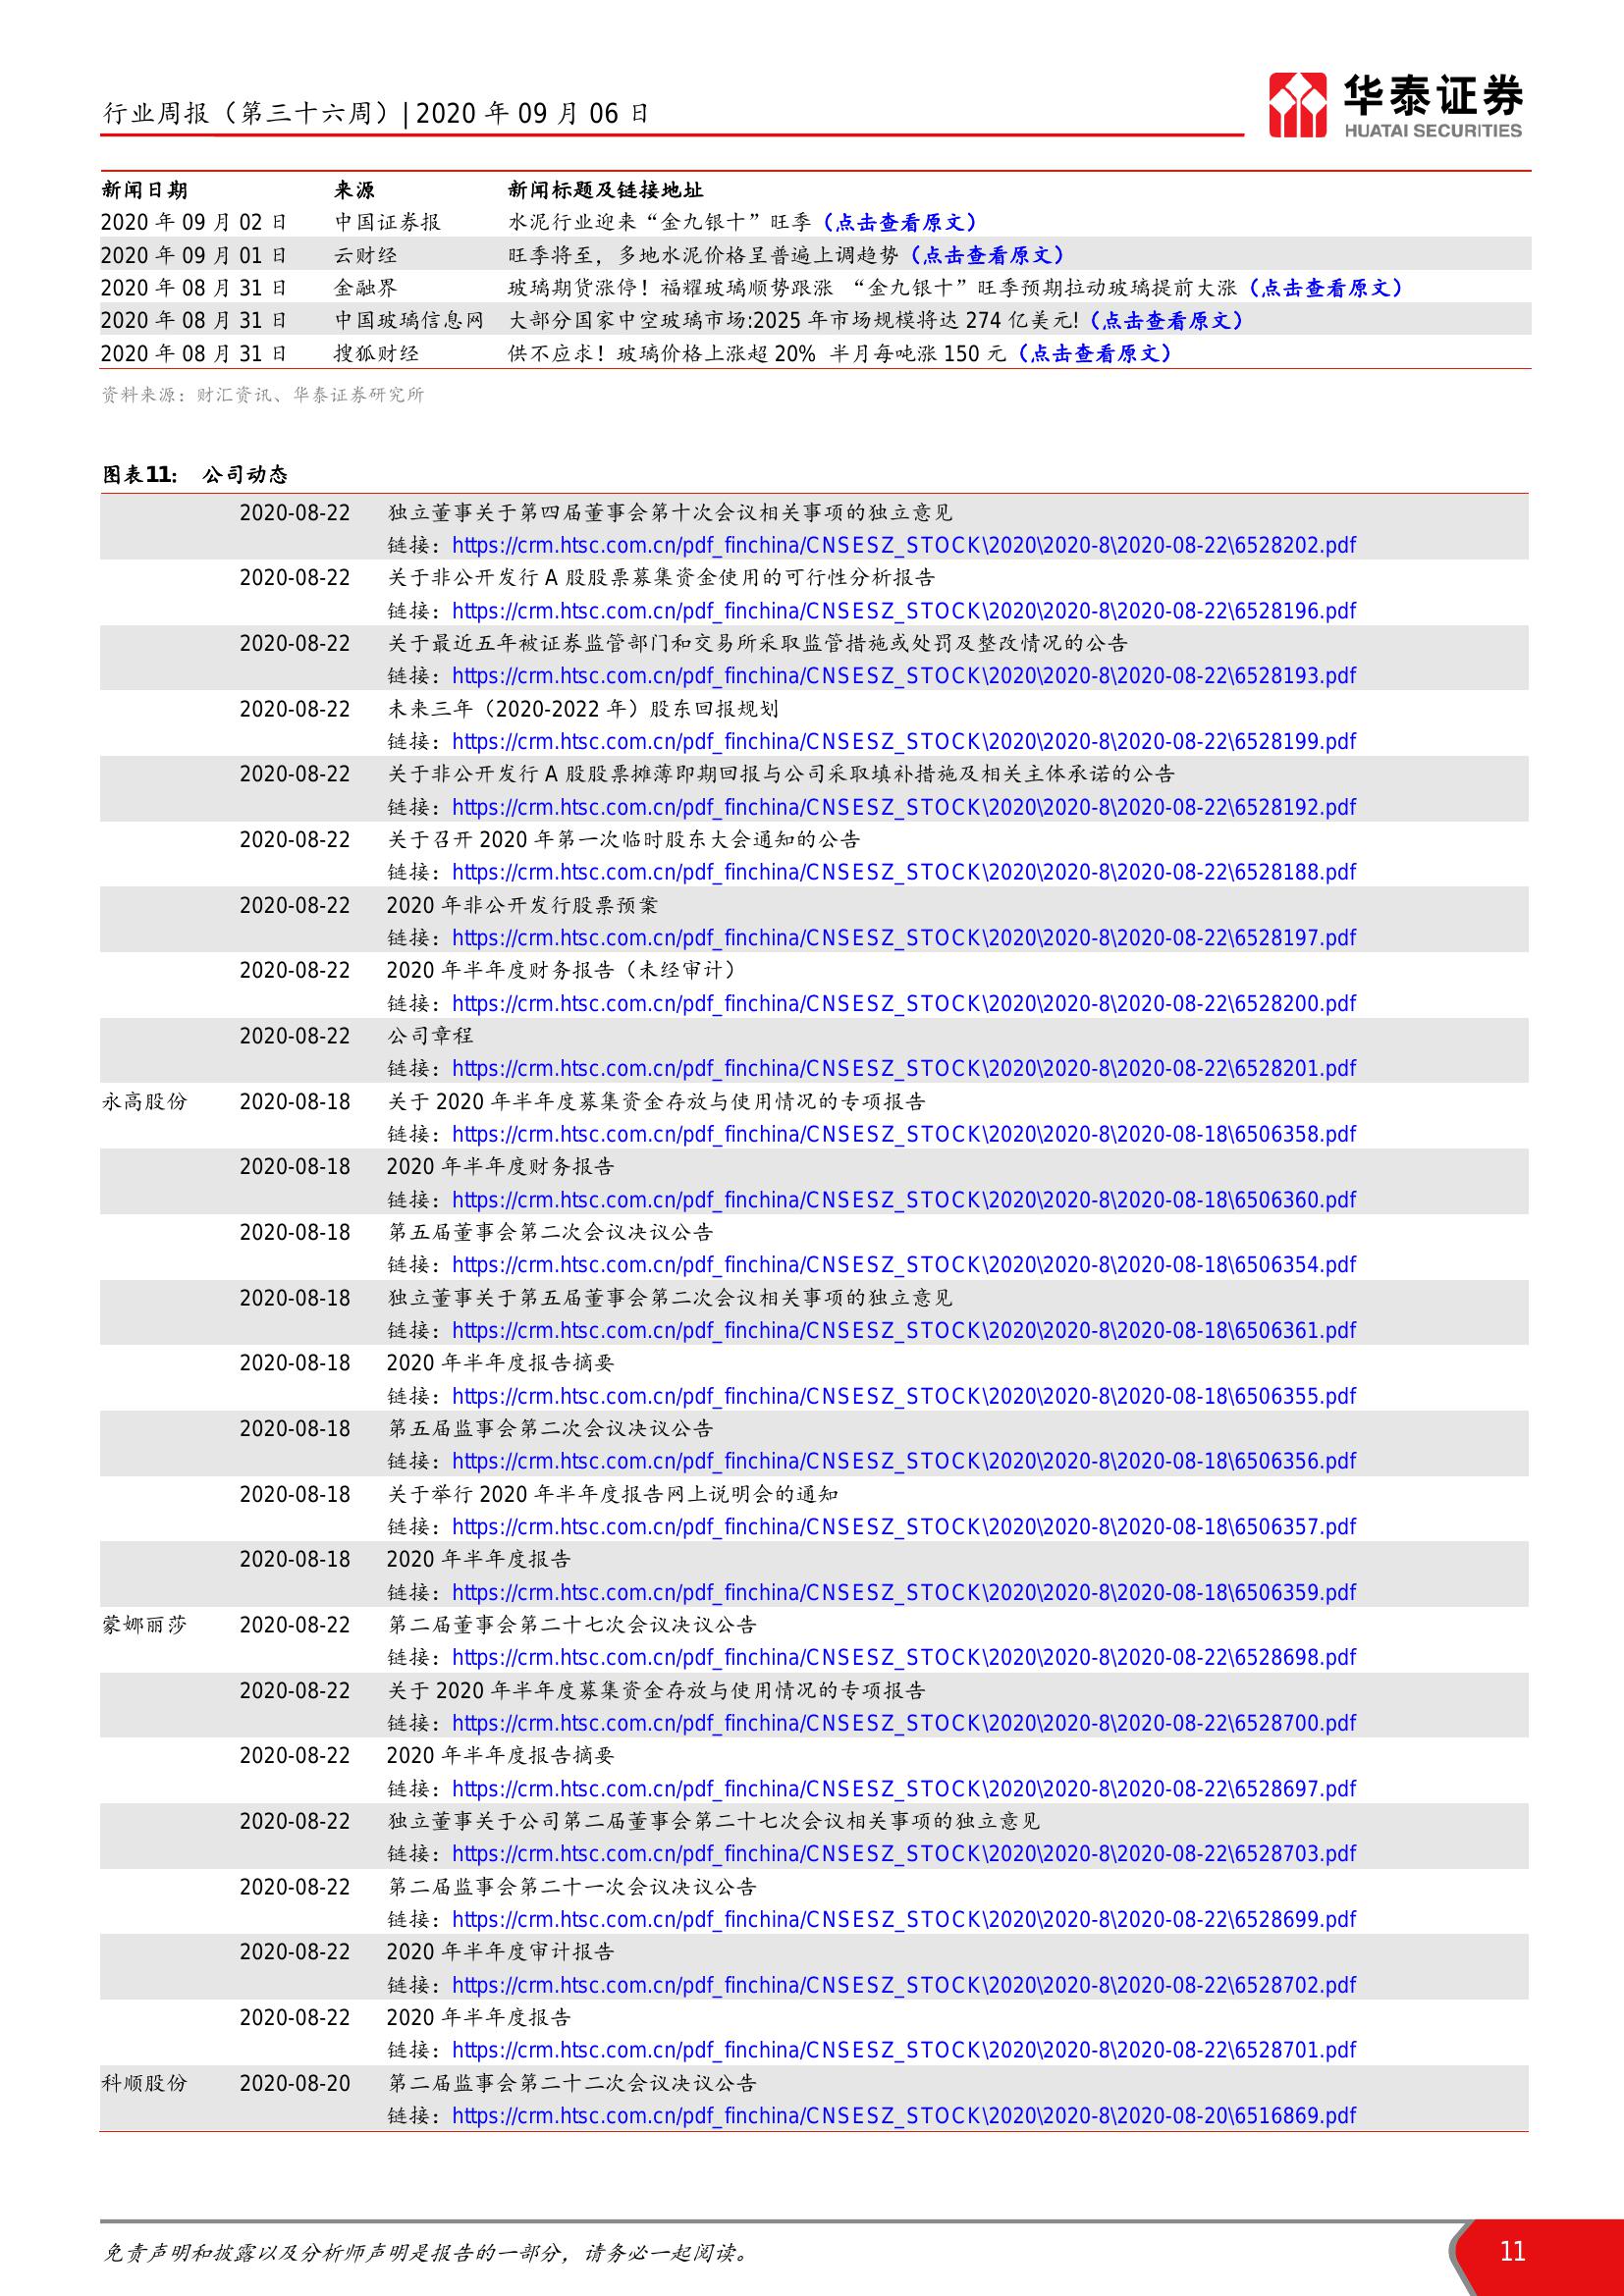 行业周报（第三十六周）| 2020 年 09 月 06 日
华泰证券
HUATAI SECURITIES
新闻日期 来源 新闻标题及链接地址
2020 年 09 月 02 日 中国证券报 水泥行业迎来“金九银十”旺季（点击查看原文）
2020 年 09 月 01 日 云财经 旺季将至，多地水泥价格呈普遍上调趋势（点击查看原文）
2020 年 08 月 31 日 金融界 玻璃期货涨停！福耀玻璃顺势跟涨 “金九银十”旺季预期拉动玻璃提前大涨（点击查看原文）
2020 年 08 月 31 日 中国玻璃信息网 大部分国家中空玻璃市场:2025 年市场规模将达 274 亿美元!（点击查看原文）
2020 年 08 月 31 日 搜狐财经 供不应求！玻璃价格上涨超 20% 半月每吨涨 150 元（点击查看原文）
资料来源：财汇资讯、华泰证券研究所
图表11： 公司动态
2020-08-22 独立董事关于第四届董事会第十次会议相关事项的独立意见
链接：https://crm.htsc.com.cn/pdf_finchina/CNSESZ_STOCK\2020\2020-8\2020-08-22\6528202.pdf
2020-08-22 关于非公开发行 A 股股票募集资金使用的可行性分析报告
链接：https://crm.htsc.com.cn/pdf_finchina/CNSESZ_STOCK\2020\2020-8\2020-08-22\6528196.pdf
2020-08-22 关于最近五年被证券监管部门和交易所采取监管措施或处罚及整改情况的公告
链接：https://crm.htsc.com.cn/pdf_finchina/CNSESZ_STOCK\2020\2020-8\2020-08-22\6528193.pdf
2020-08-22 未来三年（2020-2022 年）股东回报规划
链接：https://crm.htsc.com.cn/pdf_finchina/CNSESZ_STOCK\2020\2020-8\2020-08-22\6528199.pdf
2020-08-22 关于非公开发行 A 股股票摊薄即期回报与公司采取填补措施及相关主体承诺的公告
链接：https://crm.htsc.com.cn/pdf_finchina/CNSESZ_STOCK\2020\2020-8\2020-08-22\6528192.pdf
2020-08-22 关于召开 2020 年第一次临时股东大会通知的公告
链接：https://crm.htsc.com.cn/pdf_finchina/CNSESZ_STOCK\2020\2020-8\2020-08-22\6528188.pdf
2020-08-22 2020 年非公开发行股票预案
链接：https://crm.htsc.com.cn/pdf_finchina/CNSESZ_STOCK\2020\2020-8\2020-08-22\6528197.pdf
2020-08-22 2020 年半年度财务报告（未经审计）
链接：https://crm.htsc.com.cn/pdf_finchina/CNSESZ_STOCK\2020\2020-8\2020-08-22\6528200.pdf
2020-08-22 公司章程
链接：https://crm.htsc.com.cn/pdf_finchina/CNSESZ_STOCK\2020\2020-8\2020-08-22\6528201.pdf
永高股份 2020-08-18 关于 2020 年半年度募集资金存放与使用情况的专项报告
链接：https://crm.htsc.com.cn/pdf_finchina/CNSESZ_STOCK\2020\2020-8\2020-08-18\6506358.pdf
2020-08-18 2020 年半年度财务报告
链接：https://crm.htsc.com.cn/pdf_finchina/CNSESZ_STOCK\2020\2020-8\2020-08-18\6506360.pdf
2020-08-18 第五届董事会第二次会议决议公告
链接：https://crm.htsc.com.cn/pdf_finchina/CNSESZ_STOCK\2020\2020-8\2020-08-18\6506354.pdf
2020-08-18 独立董事关于第五届董事会第二次会议相关事项的独立意见
链接：https://crm.htsc.com.cn/pdf_finchina/CNSESZ_STOCK\2020\2020-8\2020-08-18\6506361.pdf
2020-08-18 2020 年半年度报告摘要
链接：https://crm.htsc.com.cn/pdf_finchina/CNSESZ_STOCK\2020\2020-8\2020-08-18\6506355.pdf
2020-08-18 第五届监事会第二次会议决议公告
链接：https://crm.htsc.com.cn/pdf_finchina/CNSESZ_STOCK\2020\2020-8\2020-08-18\6506356.pdf
2020-08-18 关于举行 2020 年半年度报告网上说明会的通知
链接：https://crm.htsc.com.cn/pdf_finchina/CNSESZ_STOCK\2020\2020-8\2020-08-18\6506357.pdf
2020-08-18 2020 年半年度报告
链接：https://crm.htsc.com.cn/pdf_finchina/CNSESZ_STOCK\2020\2020-8\2020-08-18\6506359.pdf
蒙娜丽莎 2020-08-22 第二届董事会第二十七次会议决议公告
链接：https://crm.htsc.com.cn/pdf_finchina/CNSESZ_STOCK\2020\2020-8\2020-08-22\6528698.pdf
2020-08-22 关于 2020 年半年度募集资金存放与使用情况的专项报告
链接：https://crm.htsc.com.cn/pdf_finchina/CNSESZ_STOCK\2020\2020-8\2020-08-22\6528700.pdf
2020-08-22 2020 年半年度报告摘要
链接：https://crm.htsc.com.cn/pdf_finchina/CNSESZ_STOCK\2020\2020-8\2020-08-22\6528697.pdf
2020-08-22 独立董事关于公司第二届董事会第二十七次会议相关事项的独立意见
链接：https://crm.htsc.com.cn/pdf_finchina/CNSESZ_STOCK\2020\2020-8\2020-08-22\6528703.pdf
2020-08-22 第二届监事会第二十一次会议决议公告
链接：https://crm.htsc.com.cn/pdf_finchina/CNSESZ_STOCK\2020\2020-8\2020-08-22\6528699.pdf
2020-08-22 2020 年半年度审计报告
链接：https://crm.htsc.com.cn/pdf_finchina/CNSESZ_STOCK\2020\2020-8\2020-08-22\6528702.pdf
2020-08-22 2020 年半年度报告
链接：https://crm.htsc.com.cn/pdf_finchina/CNSESZ_STOCK\2020\2020-8\2020-08-22\6528701.pdf
科顺股份 2020-08-20 第二届监事会第二十二次会议决议公告
链接：https://crm.htsc.com.cn/pdf_finchina/CNSESZ_STOCK\2020\2020-8\2020-08-20\6516869.pdf
免责声明和披露以及分析师声明是报告的一部分，请务必一起阅读。
11